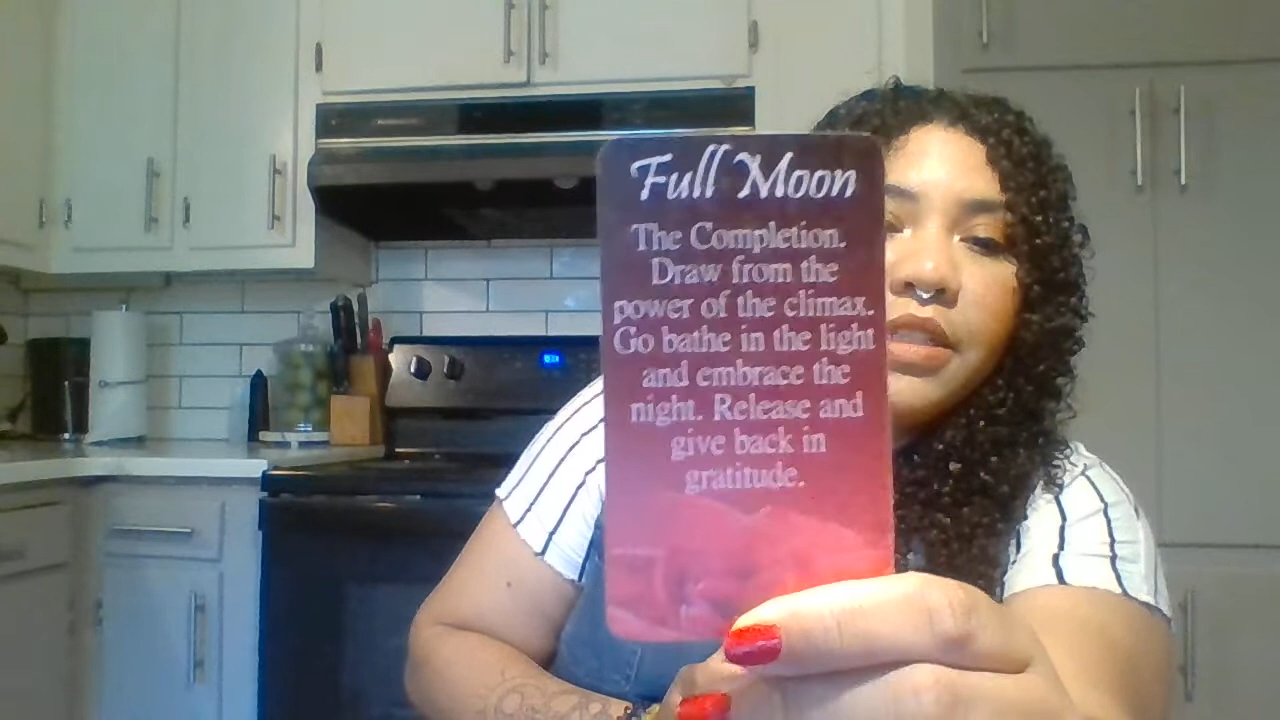 Full Moon
The Completion.
Draw from the
power of the climax.
Go bathe in the light
and embrace the
night. Release and
give back in
gratitude.